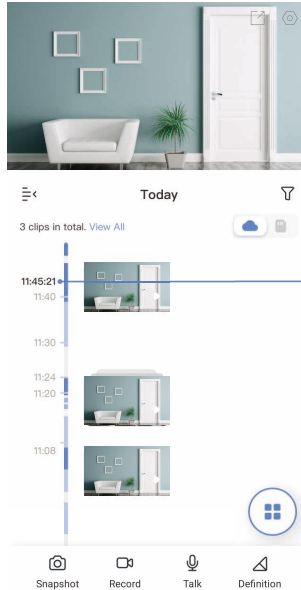 Today
3 clips in total. View All
11:45:21
11:40
11:30
11:24
11:20
11:08
Snapshot Record Talk Definition